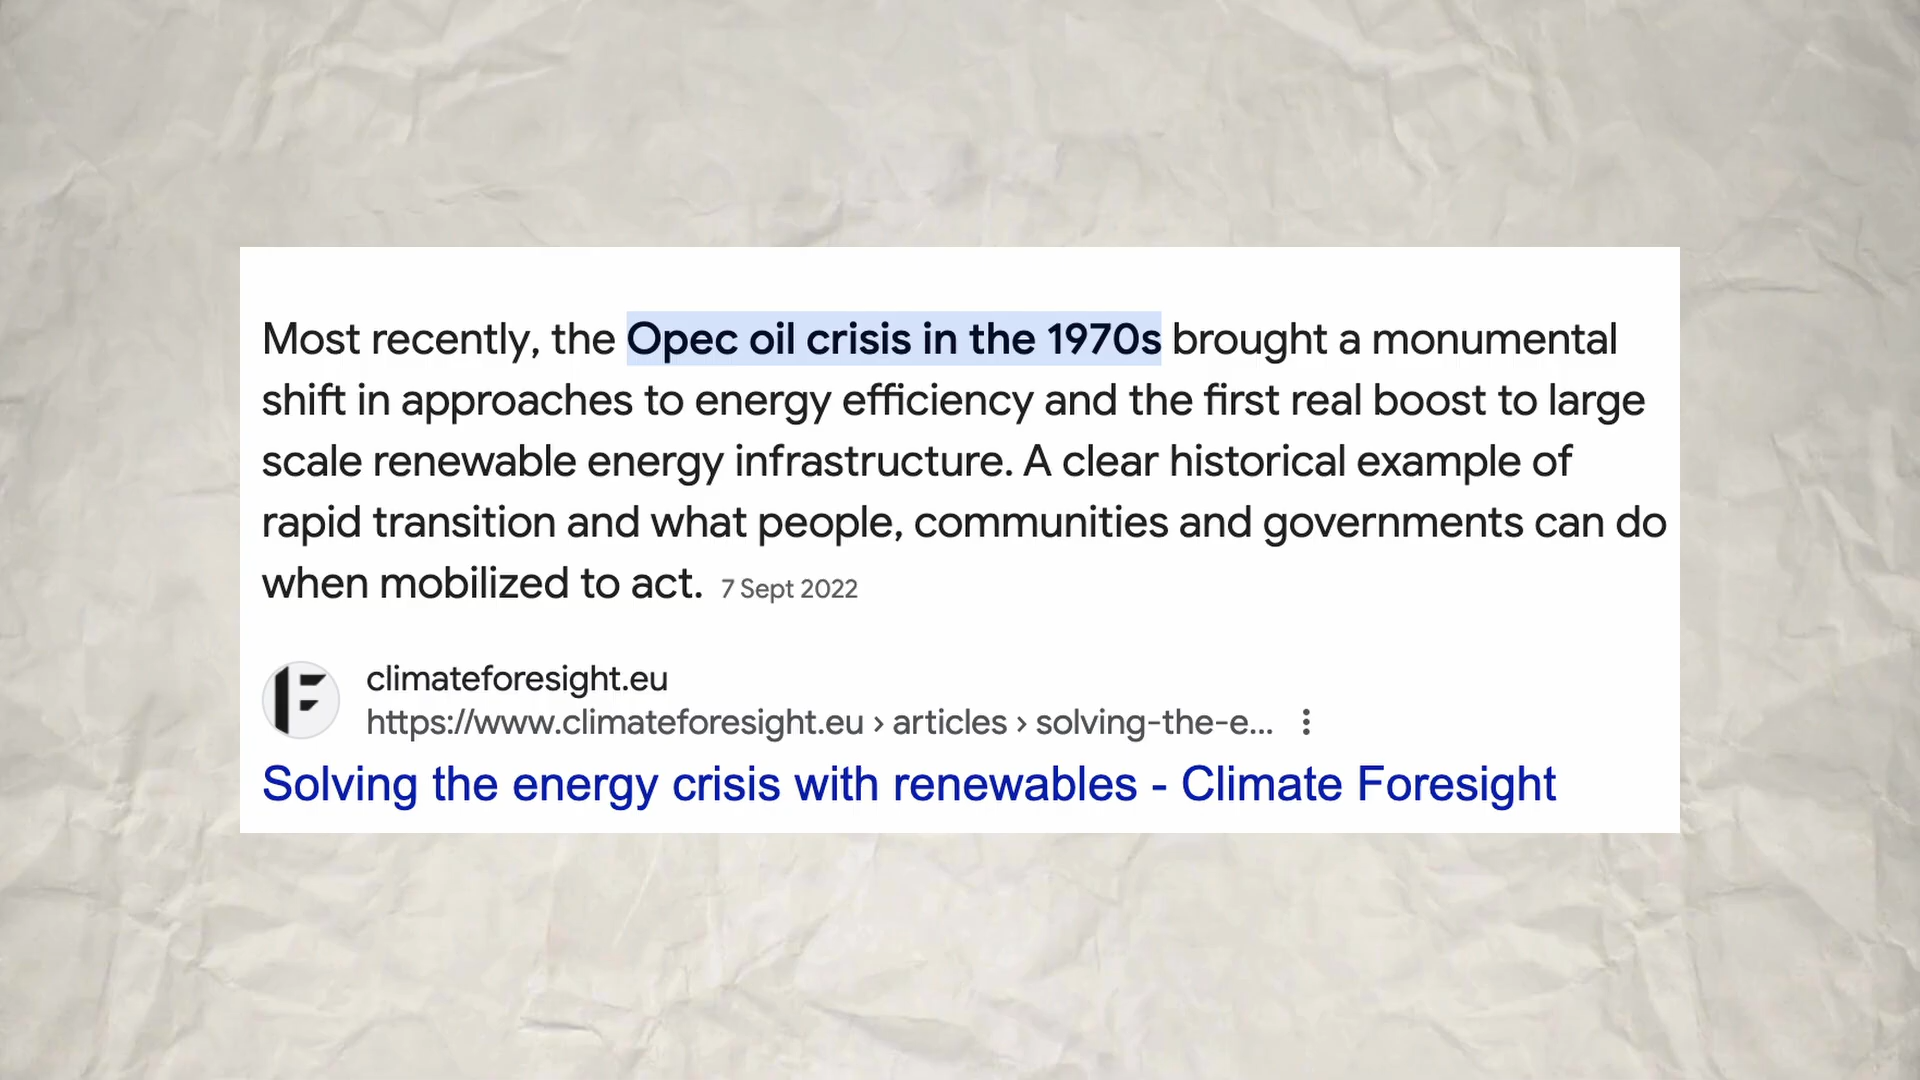 Most recently, the Opec oil crisis in the 1970s brought a monumental
shift in approaches to energy efficiency and the first real boost to large
scale renewable energy infrastructure. A clear historical example of
rapid transition and what people, communities and governments can do
when mobilized to act. 7 Sept 2022
climateforesight.eu
https://www.climateforesight.eu › articles › solving-the-e...
Solving the energy crisis with renewables - Climate Foresight